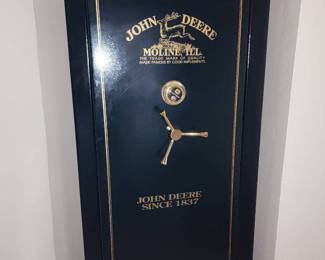 JOHN DEERE
MOLINE, ILL
THE TRADE MARK OF QUALITY
MADE FAMOUS BY GOOD IMPLEMENTS
JOHN DEERE
SINCE 1837